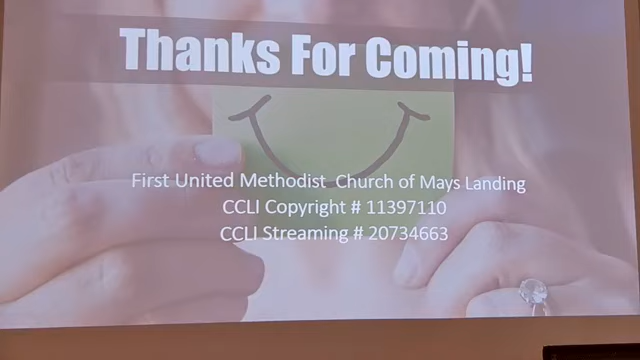 Thanks For Coming!
First United Methodist Church of Mays Landing
CCLI Copyright # 11397110
CCLI Streaming # 20734663